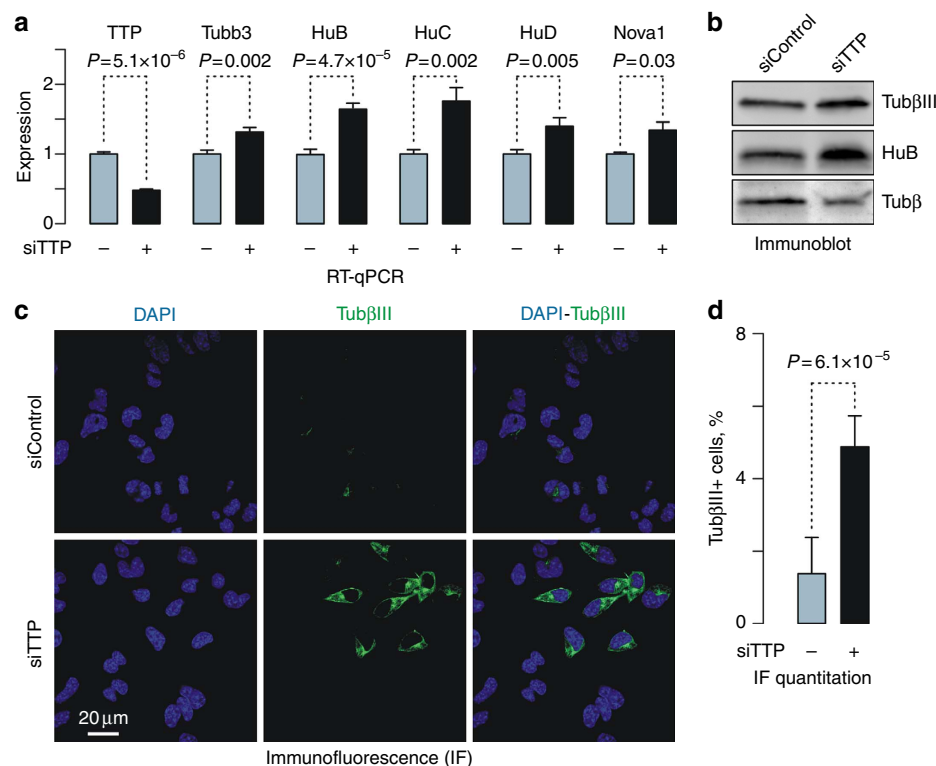 a
TTP Tubb3 HuB HuC HuD Nova1
P=5.1×10⁻⁶ P=0.002 P=4.7×10⁻⁵ P=0.002 P=0.005 P=0.03
Expression
2
1
0
siTTP − + − + − + − + − + − +
RT-qPCR
b
siControl siTTP
TubβIII
HuB
Tubβ
Immunoblot
c
DAPI TubβIII DAPI-TubβIII
siControl
siTTP
20 μm
Immunofluorescence (IF)
d
8
P=6.1×10⁻⁵
TubβIII+ cells, %
4
0
siTTP − +
IF quantitation